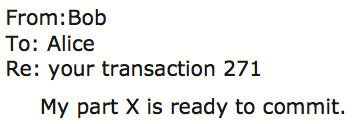 From:Bob
To: Alice
Re: your transaction 271
My part X is ready to commit.